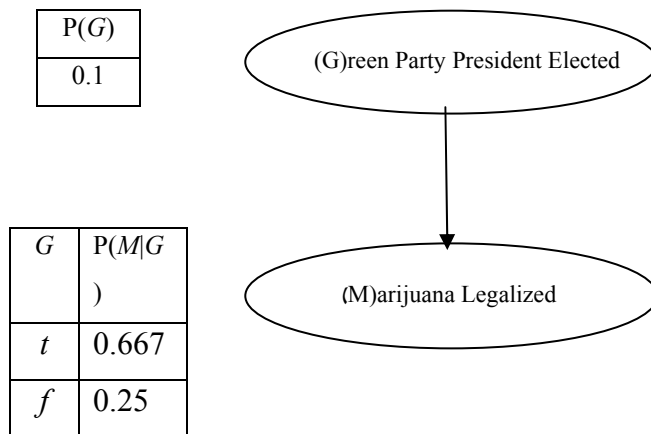 P(G)
0.1
(G)reen Party President Elected
G P(M|G
)
t 0.667
f 0.25
(M)arijuana Legalized